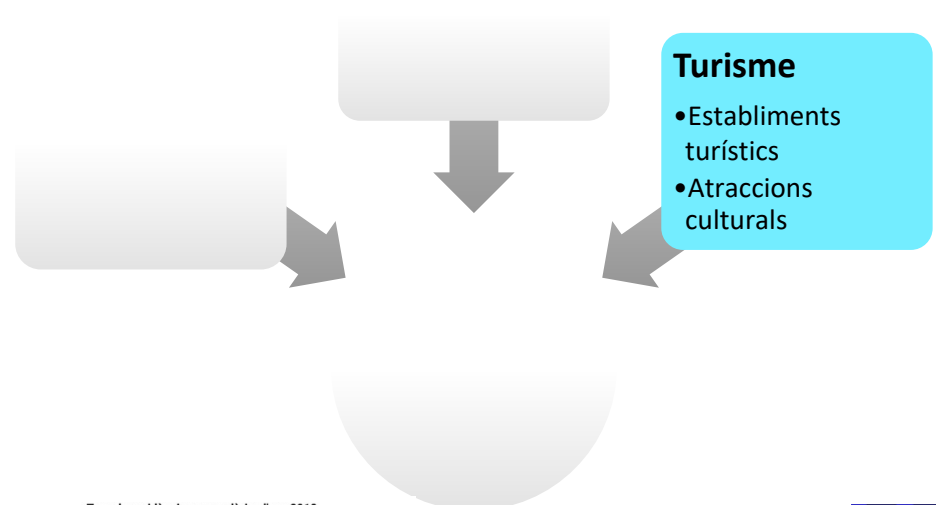 Turisme
•Establiments
turístics
•Atraccions
culturals